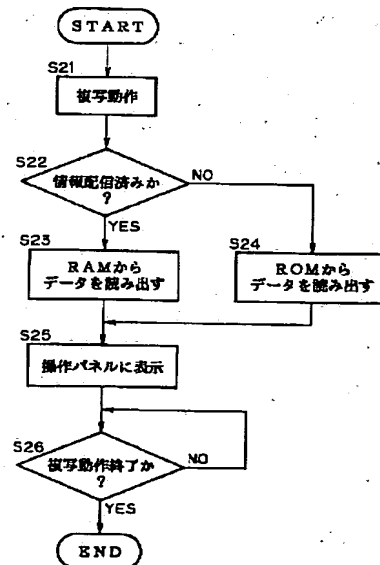 START
S21
複写動作
S22
情報配信済みか
?
NO
YES
S23
RAMから
データを読み出す
S24
ROMから
データを読み出す
S25
操作パネルに表示
S26
複写動作終了か
?
NO
YES
END